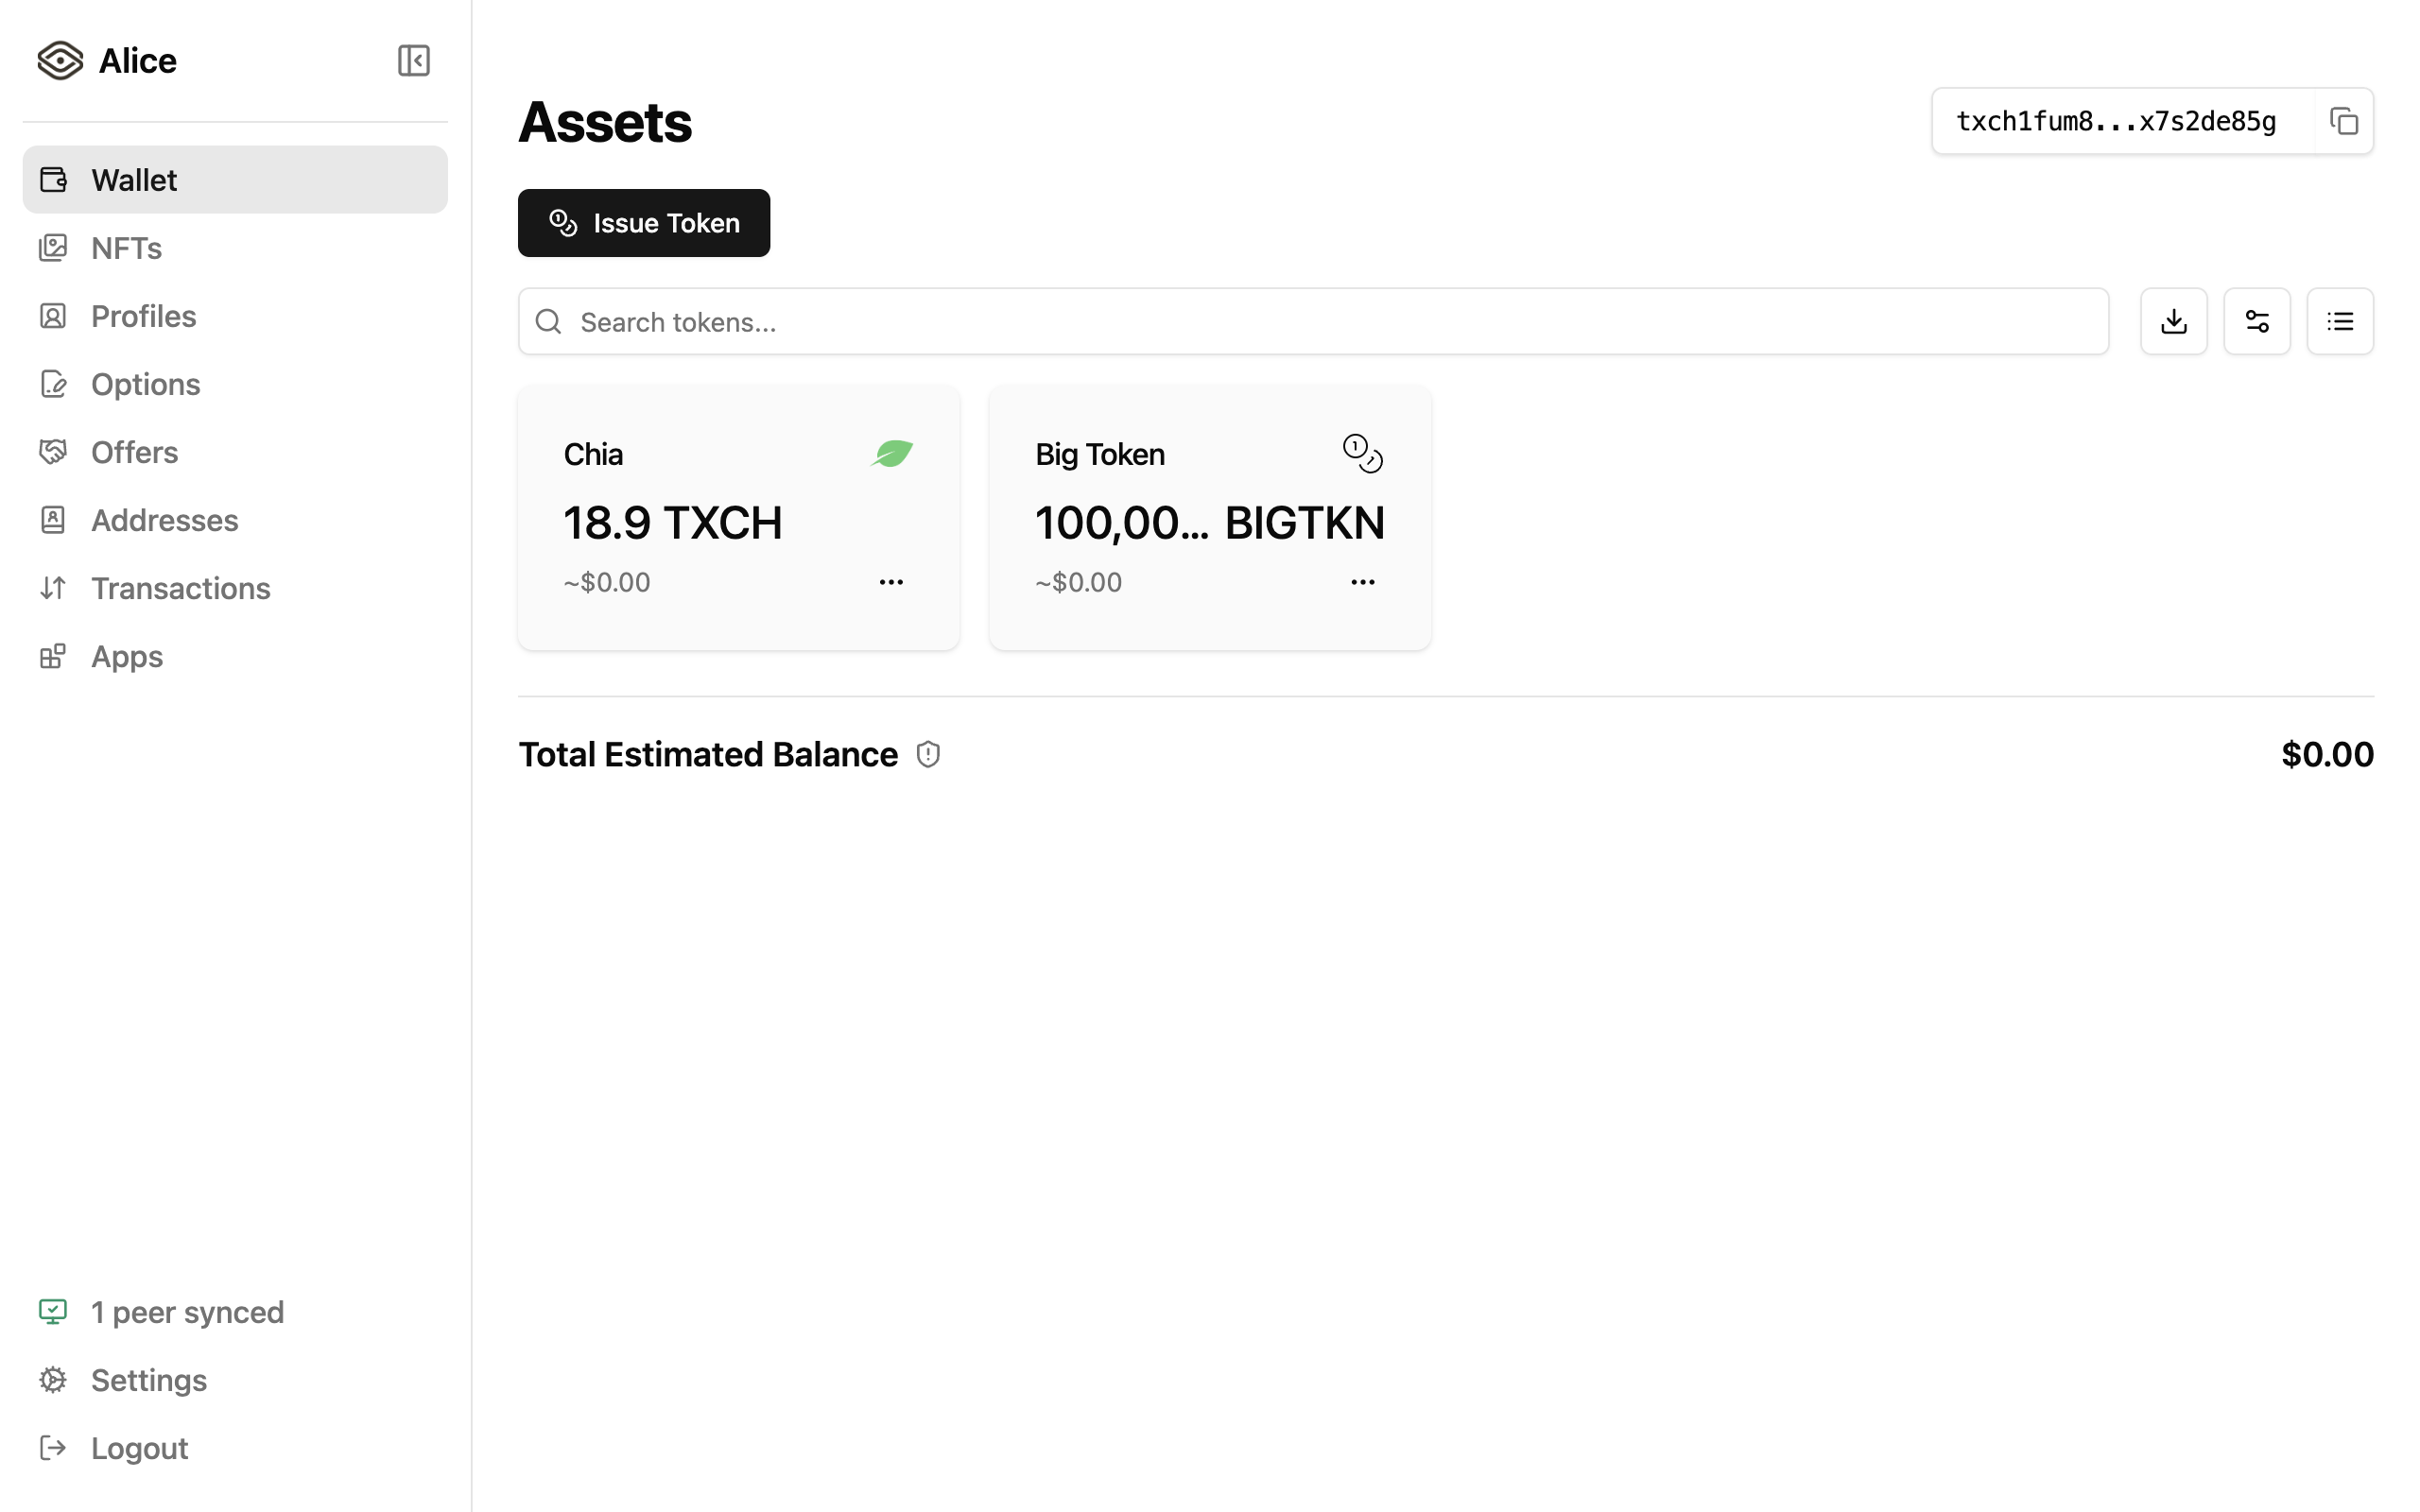 Alice
Wallet
NFTs
Profiles
Options
Offers
Addresses
Transactions
Apps
1 peer synced
Settings
Logout
Assets
txch1fum8...x7s2de85g
Issue Token
Search tokens...
Chia
18.9 TXCH
~$0.00
Big Token
100,00... BIGTKN
~$0.00
Total Estimated Balance
$0.00